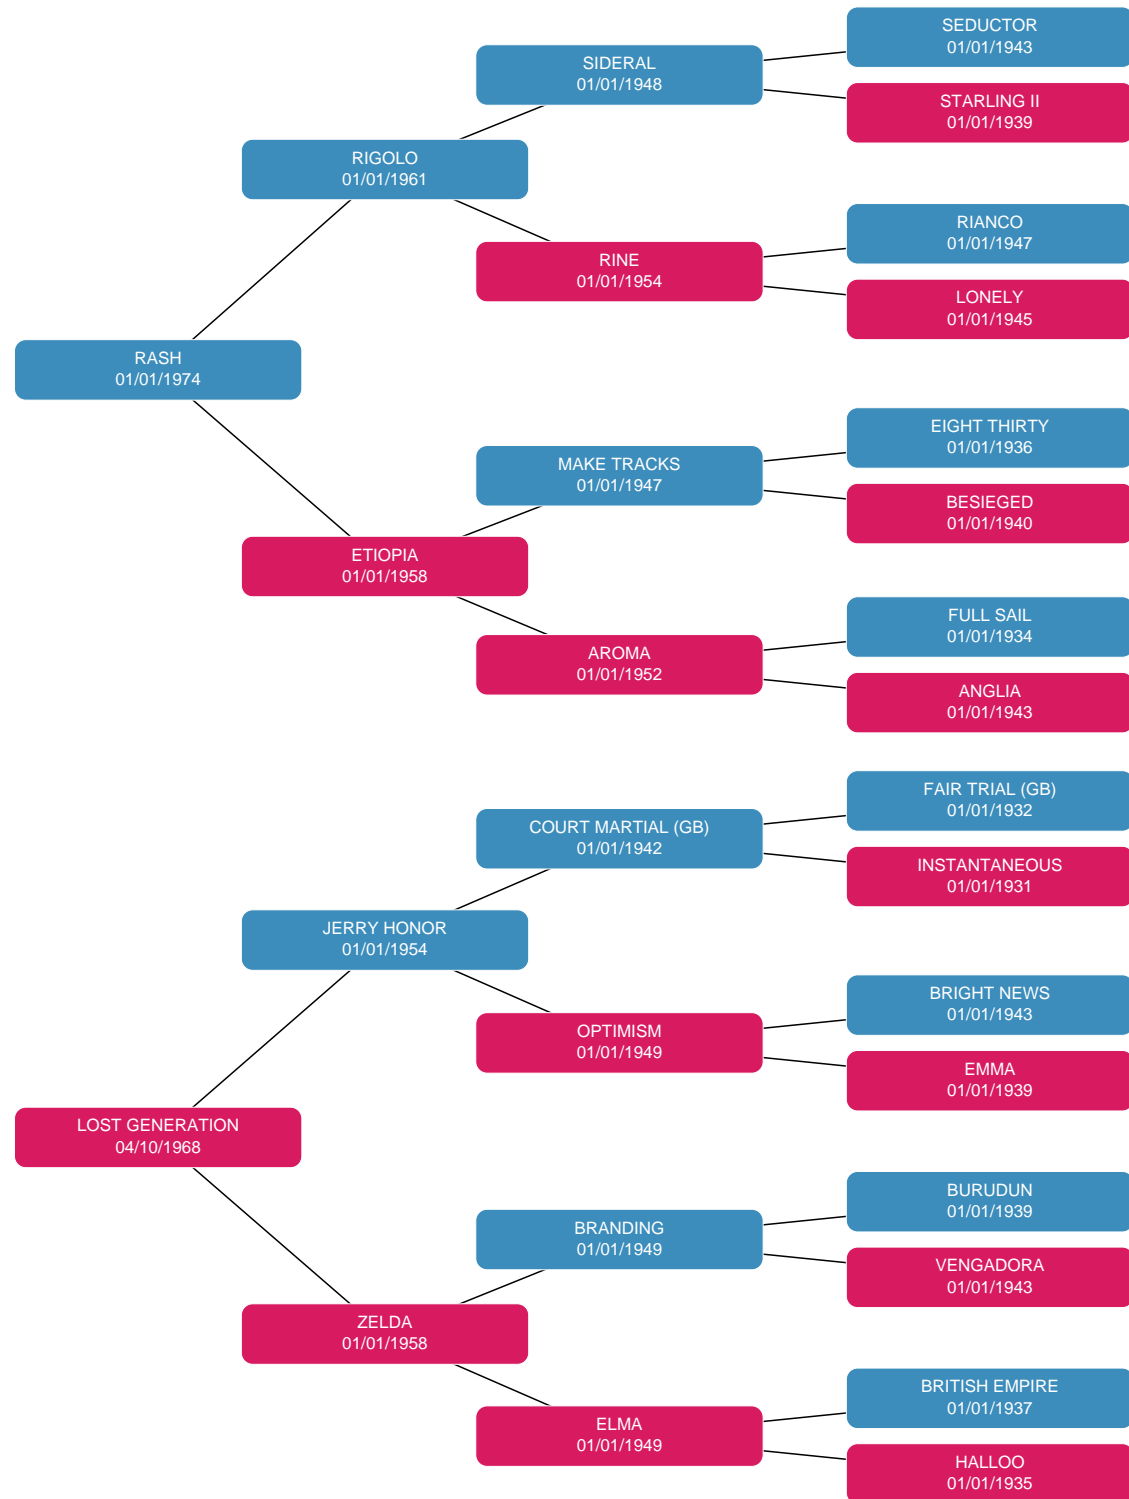 SEDUCTOR
01/01/1943
SIDERAL
01/01/1948
STARLING II
01/01/1939
RIGOLO
01/01/1961
RIANCO
01/01/1947
RINE
01/01/1954
LONELY
01/01/1945
RASH
01/01/1974
EIGHT THIRTY
01/01/1936
MAKE TRACKS
01/01/1947
BESIEGED
01/01/1940
ETIOPIA
01/01/1958
FULL SAIL
01/01/1934
AROMA
01/01/1952
ANGLIA
01/01/1943
FAIR TRIAL (GB)
01/01/1932
COURT MARTIAL (GB)
01/01/1942
INSTANTANEOUS
01/01/1931
JERRY HONOR
01/01/1954
BRIGHT NEWS
01/01/1943
OPTIMISM
01/01/1949
EMMA
01/01/1939
LOST GENERATION
04/10/1968
BURUDUN
01/01/1939
BRANDING
01/01/1949
VENGADORA
01/01/1943
ZELDA
01/01/1958
BRITISH EMPIRE
01/01/1937
ELMA
01/01/1949
HALLOO
01/01/1935